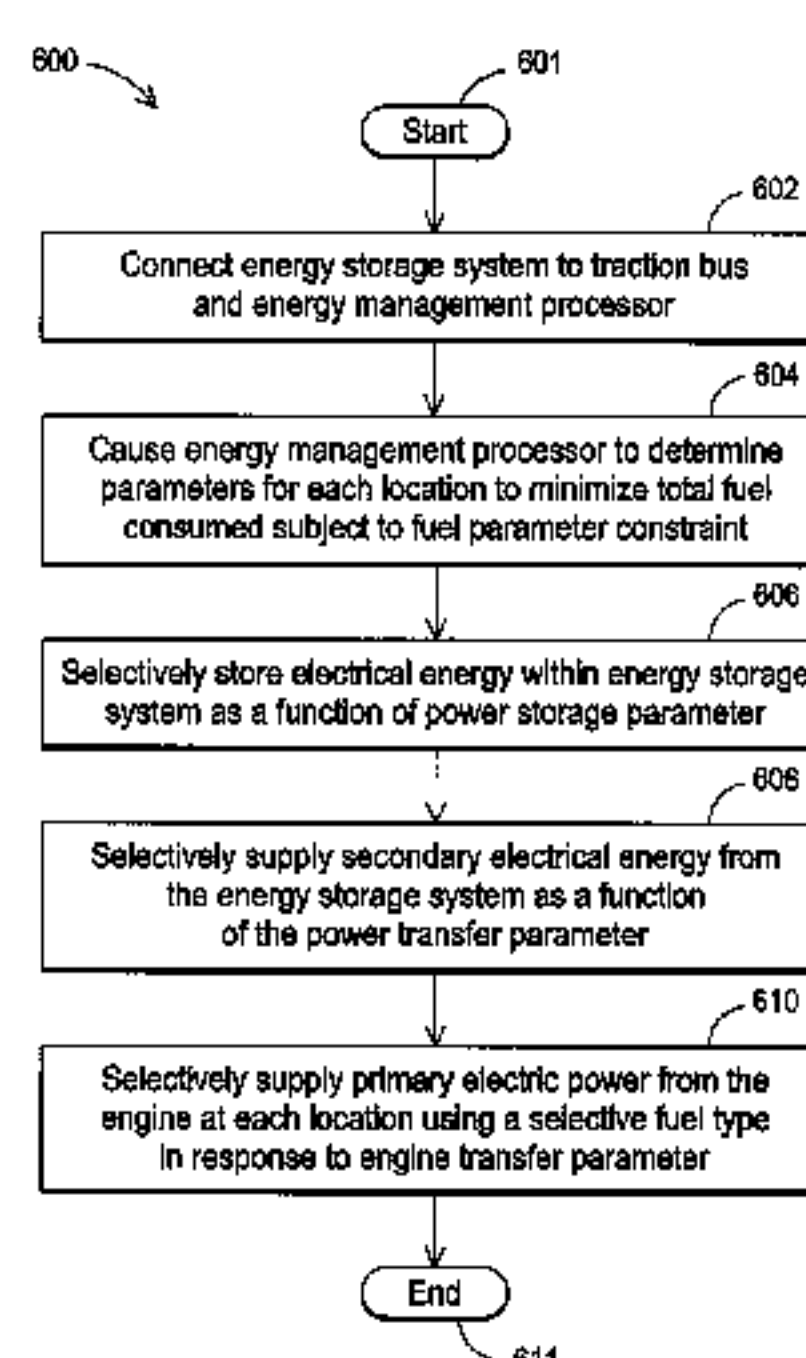 600
601
Start
602
Connect energy storage system to traction bus
and energy management processor
604
Cause energy management processor to determine
parameters for each location to minimize total fuel
consumed subject to fuel parameter constraint
606
Selectively store electrical energy within energy storage
system as a function of power storage parameter
608
Selectively supply secondary electrical energy from
the energy storage system as a function
of the power transfer parameter
610
Selectively supply primary electric power from the
engine at each location using a selective fuel type
in response to engine transfer parameter
End
611